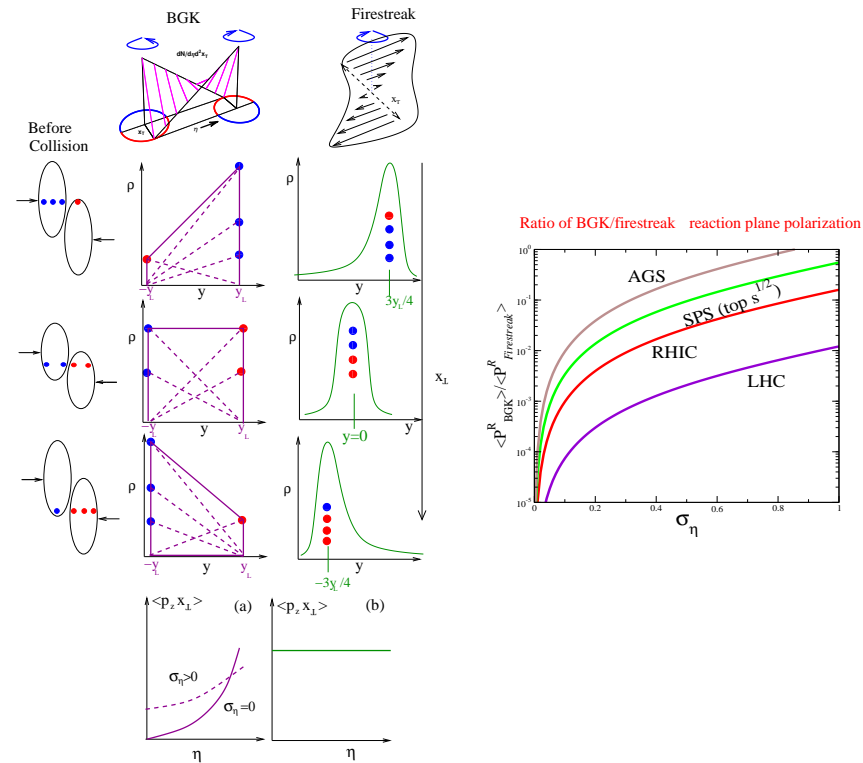 BGK
Firestreak
dN/dηd²x_T
x_T
η
x_T
Before
Collision
ρ
−y_L
y
y_L
ρ
y
3y_L/4
ρ
−y_L
y
y_L
ρ
y=0
y
x_⊥
ρ
−y_L
y
y_L
ρ
y
−3y_L/4
<p_z x_⊥>
(a)
σ_η>0
σ_η=0
η
<p_z x_⊥>
(b)
η
Ratio of BGK/firestreak reaction plane polarization
<P^R_BGK>/<P^R_Firestreak>
10^0
10^-1
10^-2
10^-3
10^-4
10^-5
AGS
SPS (top s^1/2)
RHIC
LHC
0
0.2
0.4
0.6
0.8
1
σ_η